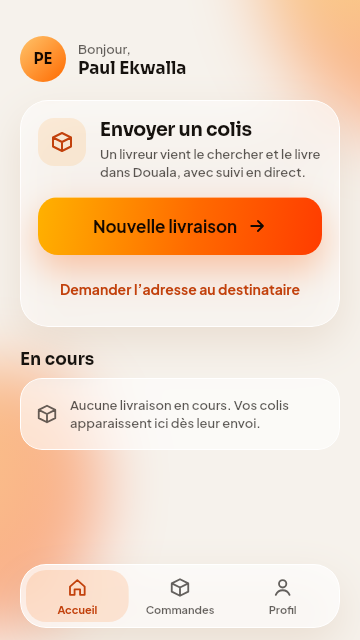 PE
Bonjour,
Paul Ekwalla
Envoyer un colis
Un livreur vient le chercher et le livre
dans Douala, avec suivi en direct.
Nouvelle livraison →
Demander l’adresse au destinataire
En cours
Aucune livraison en cours. Vos colis
apparaissent ici dès leur envoi.
Accueil
Commandes
Profil